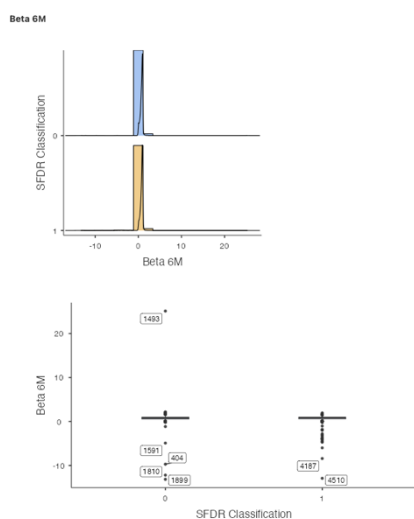 Beta 6M
SFDR Classification
0
1
-10 0 10 20
Beta 6M
Beta 6M
20
10
0
-10
1493
1591
404
1810
1899
4187
4510
0 1
SFDR Classification